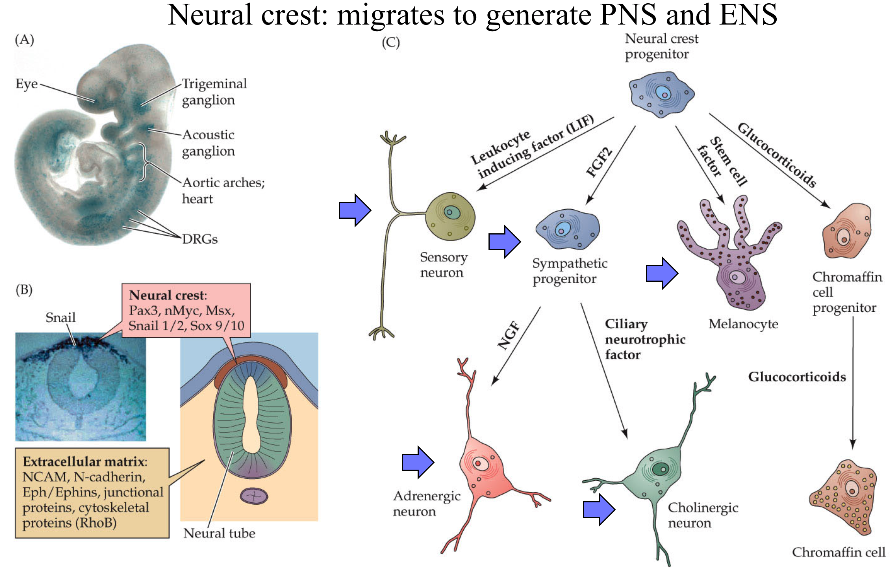 Neural crest: migrates to generate PNS and ENS
(A)
Eye
Trigeminal
ganglion
Acoustic
ganglion
Aortic arches;
heart
DRGs
(B)
Snail
Neural crest:
Pax3, nMyc, Msx,
Snail 1/2, Sox 9/10
Extracellular matrix:
NCAM, N-cadherin,
Eph/Ephins, junctional
proteins, cytoskeletal
proteins (RhoB)
Neural tube
(C)
Neural crest
progenitor
Leukocyte
inducing factor (LIF)
FGF2
Stem cell
factor
Glucocorticoids
Sensory
neuron
Sympathetic
progenitor
Melanocyte
Chromaffin
cell
progenitor
NGF
Ciliary
neurotrophic
factor
Glucocorticoids
Adrenergic
neuron
Cholinergic
neuron
Chromaffin cell